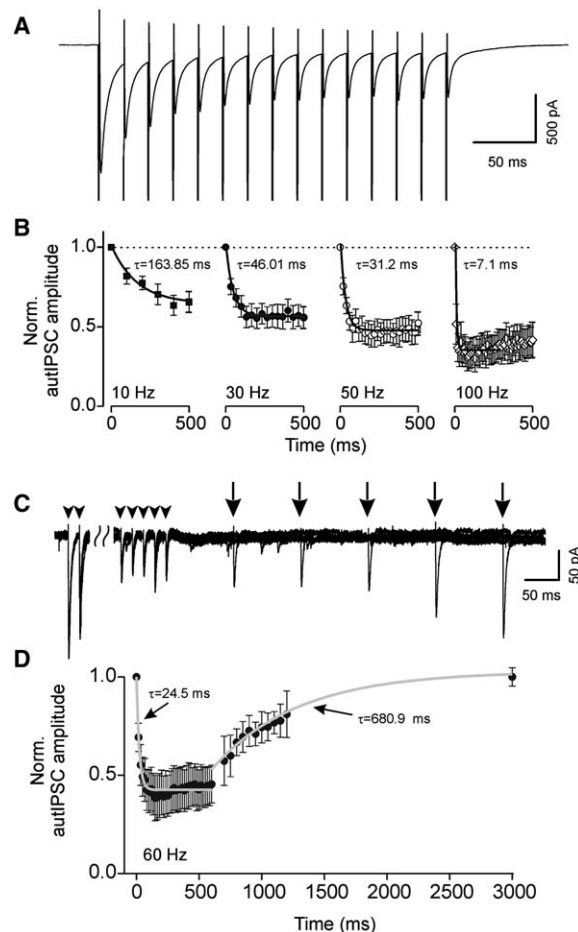 A
500 pA
50 ms
B
1.0
0.5
0.0
Norm.
autIPSC amplitude
τ=163.85 ms
τ=46.01 ms
τ=31.2 ms
τ=7.1 ms
10 Hz
30 Hz
50 Hz
100 Hz
0 500
0 500
0 500
0 500
Time (ms)
C
50 pA
50 ms
D
1.0
0.5
0.0
Norm.
autIPSC amplitude
τ=24.5 ms
τ=680.9 ms
60 Hz
0 500 1000 1500 2000 2500 3000
Time (ms)